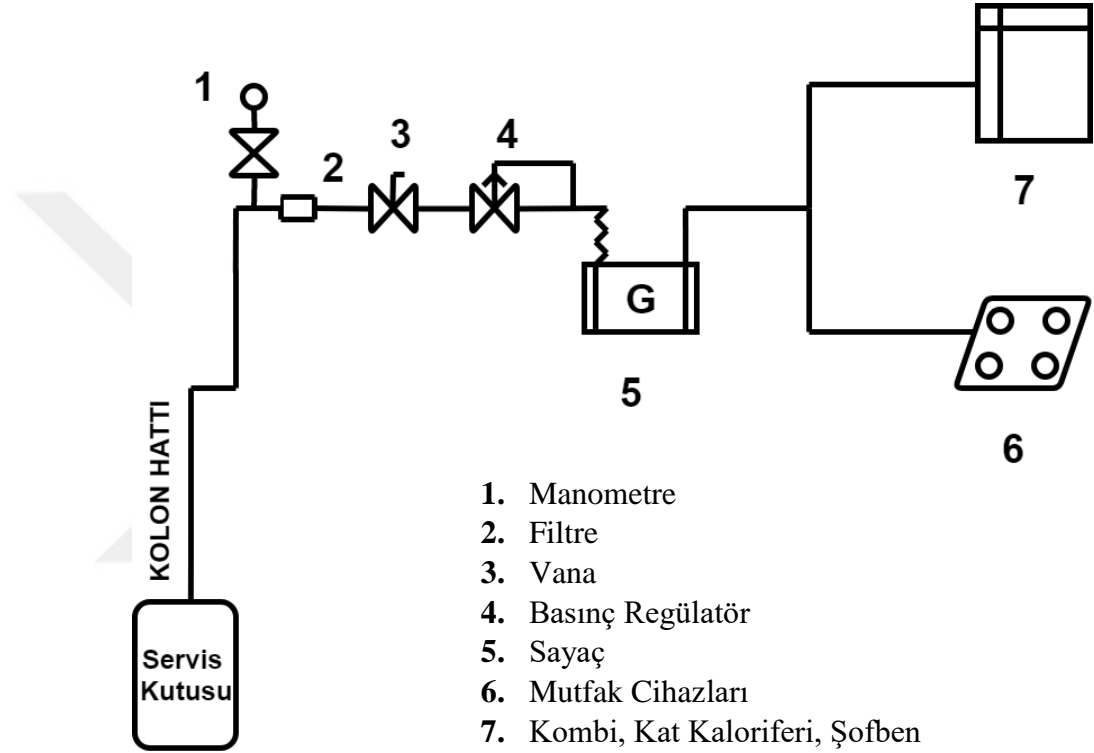 1
3
4
2
7
G
5
6
KOLON HATTI
Servis
Kutusu
1. Manometre
2. Filtre
3. Vana
4. Basınç Regülatör
5. Sayaç
6. Mutfak Cihazları
7. Kombi, Kat Kaloriferi, Şofben